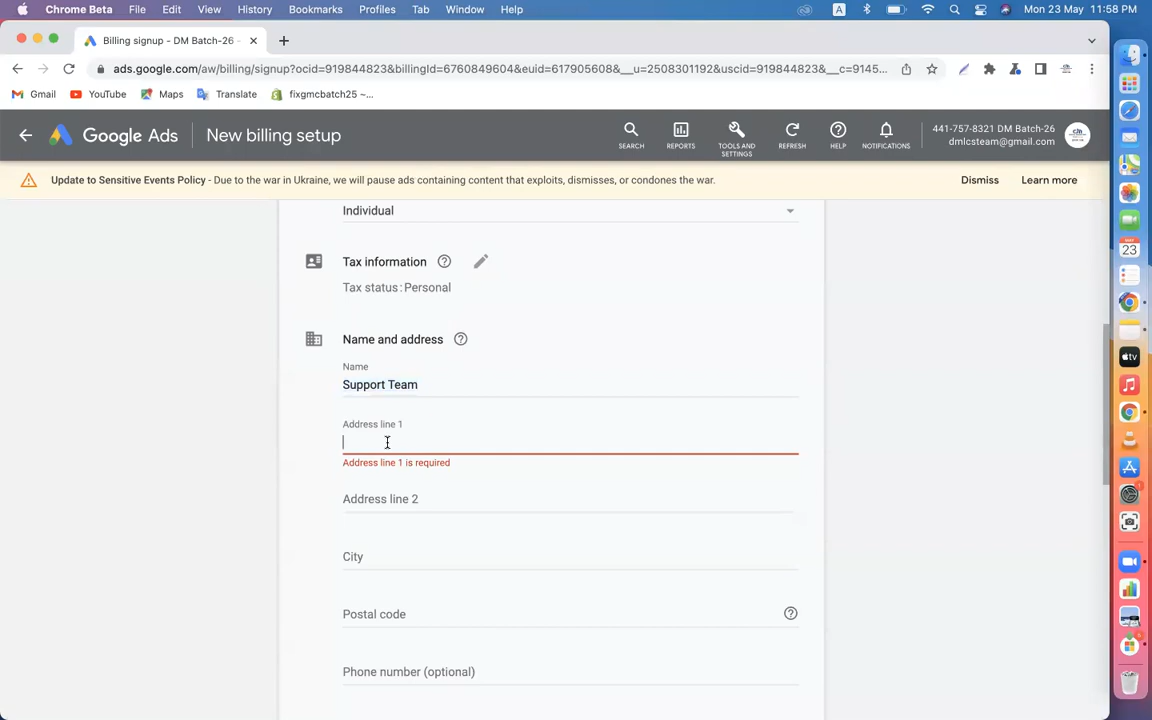 Chrome Beta File Edit View History Bookmarks Profiles Tab Window Help A Mon 23 May 11:58 PM
Billing signup - DM Batch-26 -
ads.google.com/aw/billing/signup?ocid=919844823&billingId=6760849604&euid=617905608&__u=2508301192&uscid=919844823&__c=9145...
Gmail YouTube Maps Translate fixgmcbatch25 ~...
Google Ads New billing setup
SEARCH REPORTS TOOLS AND SETTINGS REFRESH HELP NOTIFICATIONS
441-757-8321 DM Batch-26
dmlcsteam@gmail.com
Update to Sensitive Events Policy - Due to the war in Ukraine, we will pause ads containing content that exploits, dismisses, or condones the war. Dismiss Learn more
Individual
Tax information
Tax status : Personal
Name and address
Name
Support Team
Address line 1
Address line 1 is required
Address line 2
City
Postal code
Phone number (optional)
23
tv